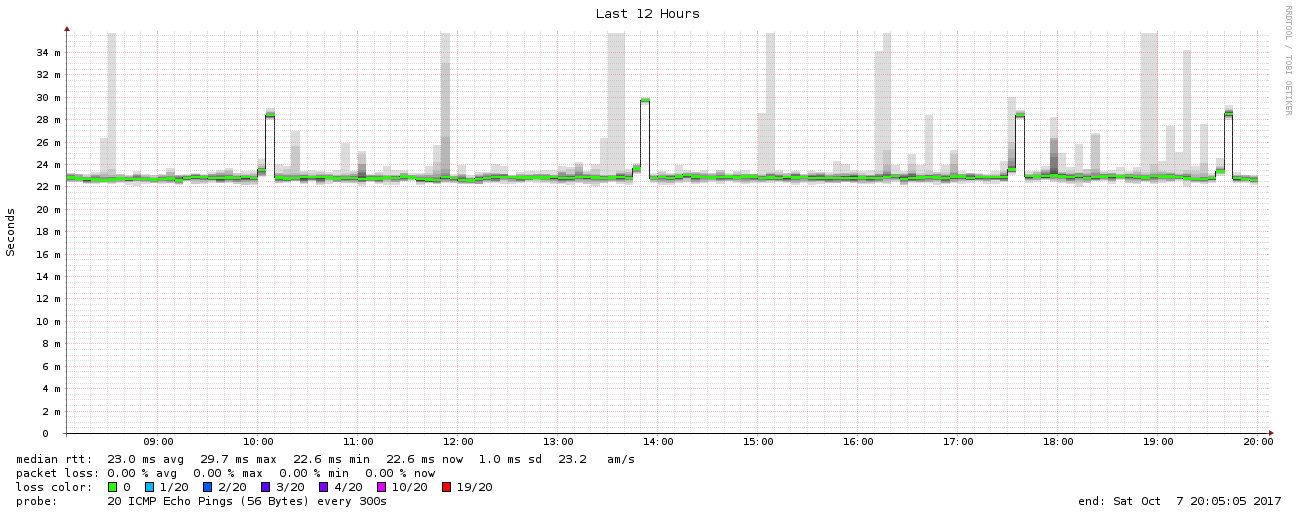 Last 12 Hours
RRDTOOL / TOBI OETIKER
Seconds
34 m
32 m
30 m
28 m
26 m
24 m
22 m
20 m
18 m
16 m
14 m
12 m
10 m
8 m
6 m
4 m
2 m
0
09:00 10:00 11:00 12:00 13:00 14:00 15:00 16:00 17:00 18:00 19:00 20:00
median rtt: 23.0 ms avg 29.7 ms max 22.6 ms min 22.6 ms now 1.0 ms sd 23.2 am/s
packet loss: 0.00 % avg 0.00 % max 0.00 % min 0.00 % now
loss color: 0 1/20 2/20 3/20 4/20 10/20 19/20
probe: 20 ICMP Echo Pings (56 Bytes) every 300s end: Sat Oct 7 20:05:05 2017